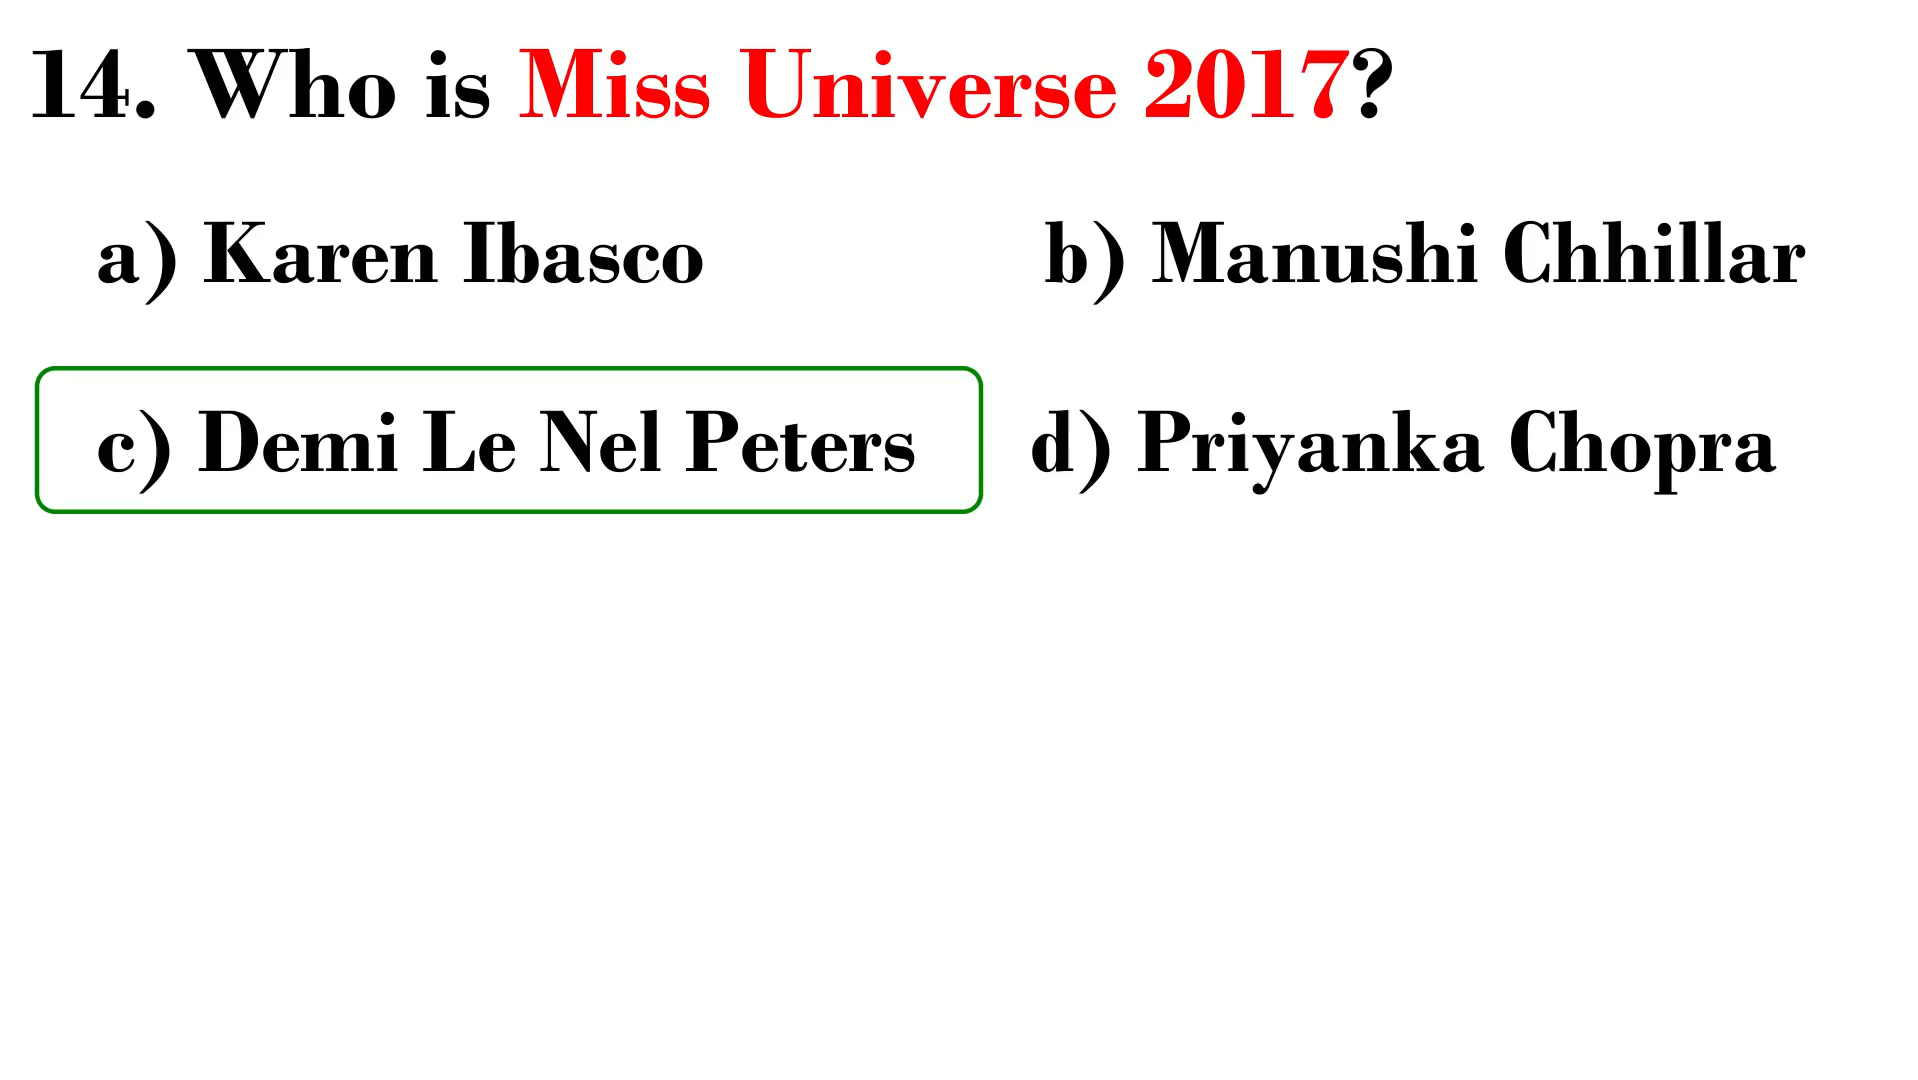 14. Who is Miss Universe 2017?
a) Karen Ibasco b) Manushi Chhillar
c) Demi Le Nel Peters d) Priyanka Chopra